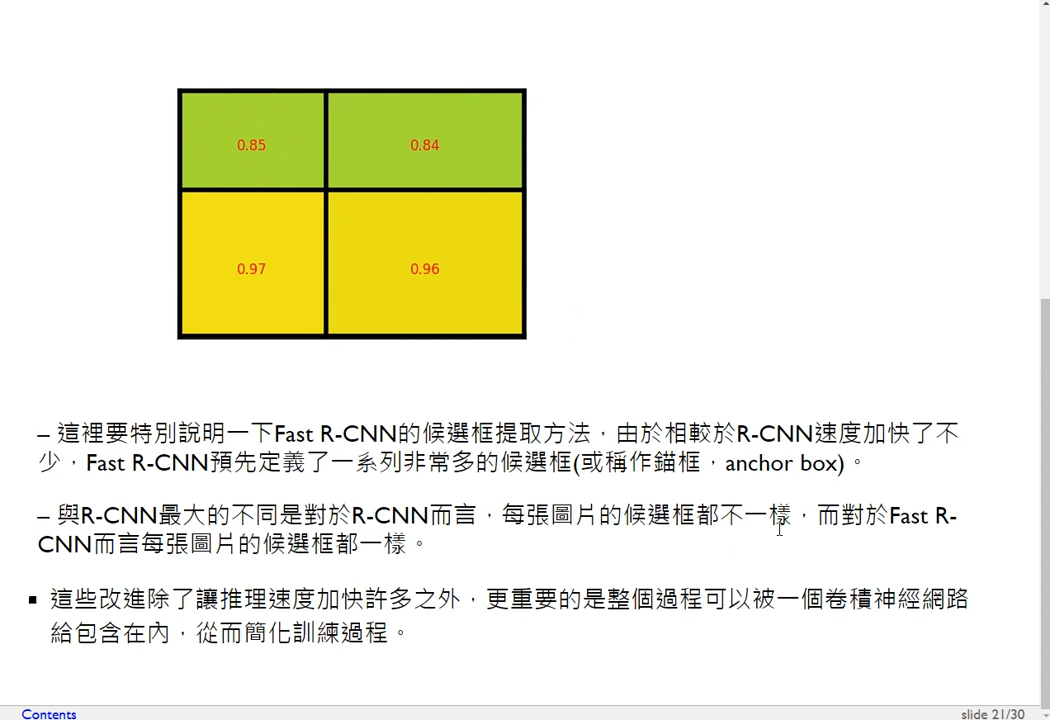 0.85
0.84
0.97
0.96
– 這裡要特別說明一下Fast R-CNN的候選框提取方法，由於相較於R-CNN速度加快了不
少，Fast R-CNN預先定義了一系列非常多的候選框(或稱作錨框，anchor box)。
– 與R-CNN最大的不同是對於R-CNN而言，每張圖片的候選框都不一樣，而對於Fast R-
CNN而言每張圖片的候選框都一樣。
▪ 這些改進除了讓推理速度加快許多之外，更重要的是整個過程可以被一個卷積神經網路
給包含在內，從而簡化訓練過程。
Contents
slide 21/30